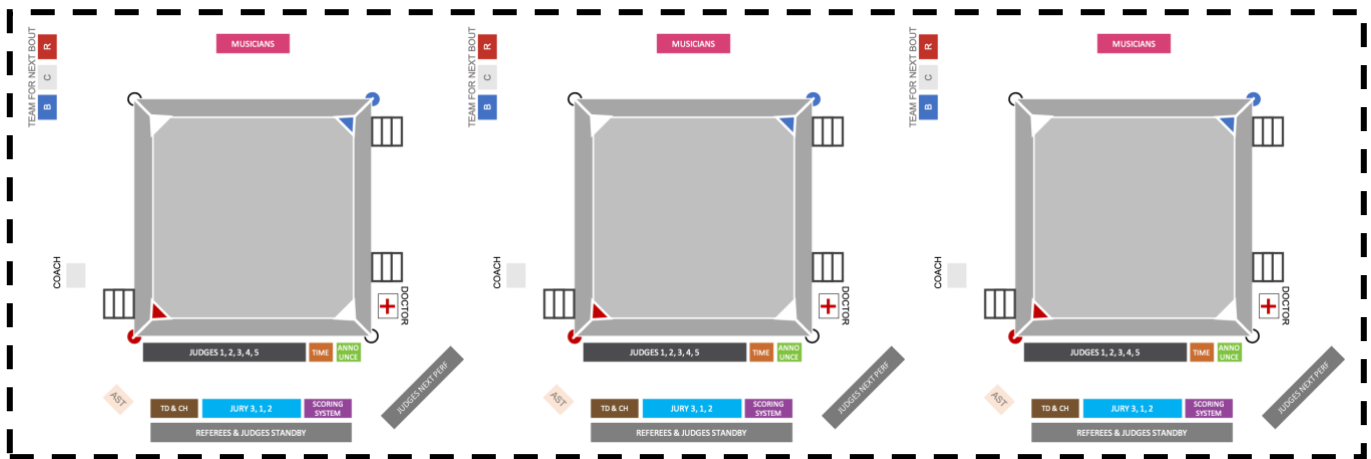 TEAM FOR NEXT BOUT
R
C
B
MUSICIANS
COACH
DOCTOR
JUDGES 1, 2, 3, 4, 5
TIME
ANNO
UNCE
AST
JUDGES NEXT PERF
TD & CH
JURY 3, 1, 2
SCORING
SYSTEM
REFEREES & JUDGES STANDBY
TEAM FOR NEXT BOUT
R
C
B
MUSICIANS
COACH
DOCTOR
JUDGES 1, 2, 3, 4, 5
TIME
ANNO
UNCE
AST
JUDGES NEXT PERF
TD & CH
JURY 3, 1, 2
SCORING
SYSTEM
REFEREES & JUDGES STANDBY
TEAM FOR NEXT BOUT
R
C
B
MUSICIANS
COACH
DOCTOR
JUDGES 1, 2, 3, 4, 5
TIME
ANNO
UNCE
AST
JUDGES NEXT PERF
TD & CH
JURY 3, 1, 2
SCORING
SYSTEM
REFEREES & JUDGES STANDBY